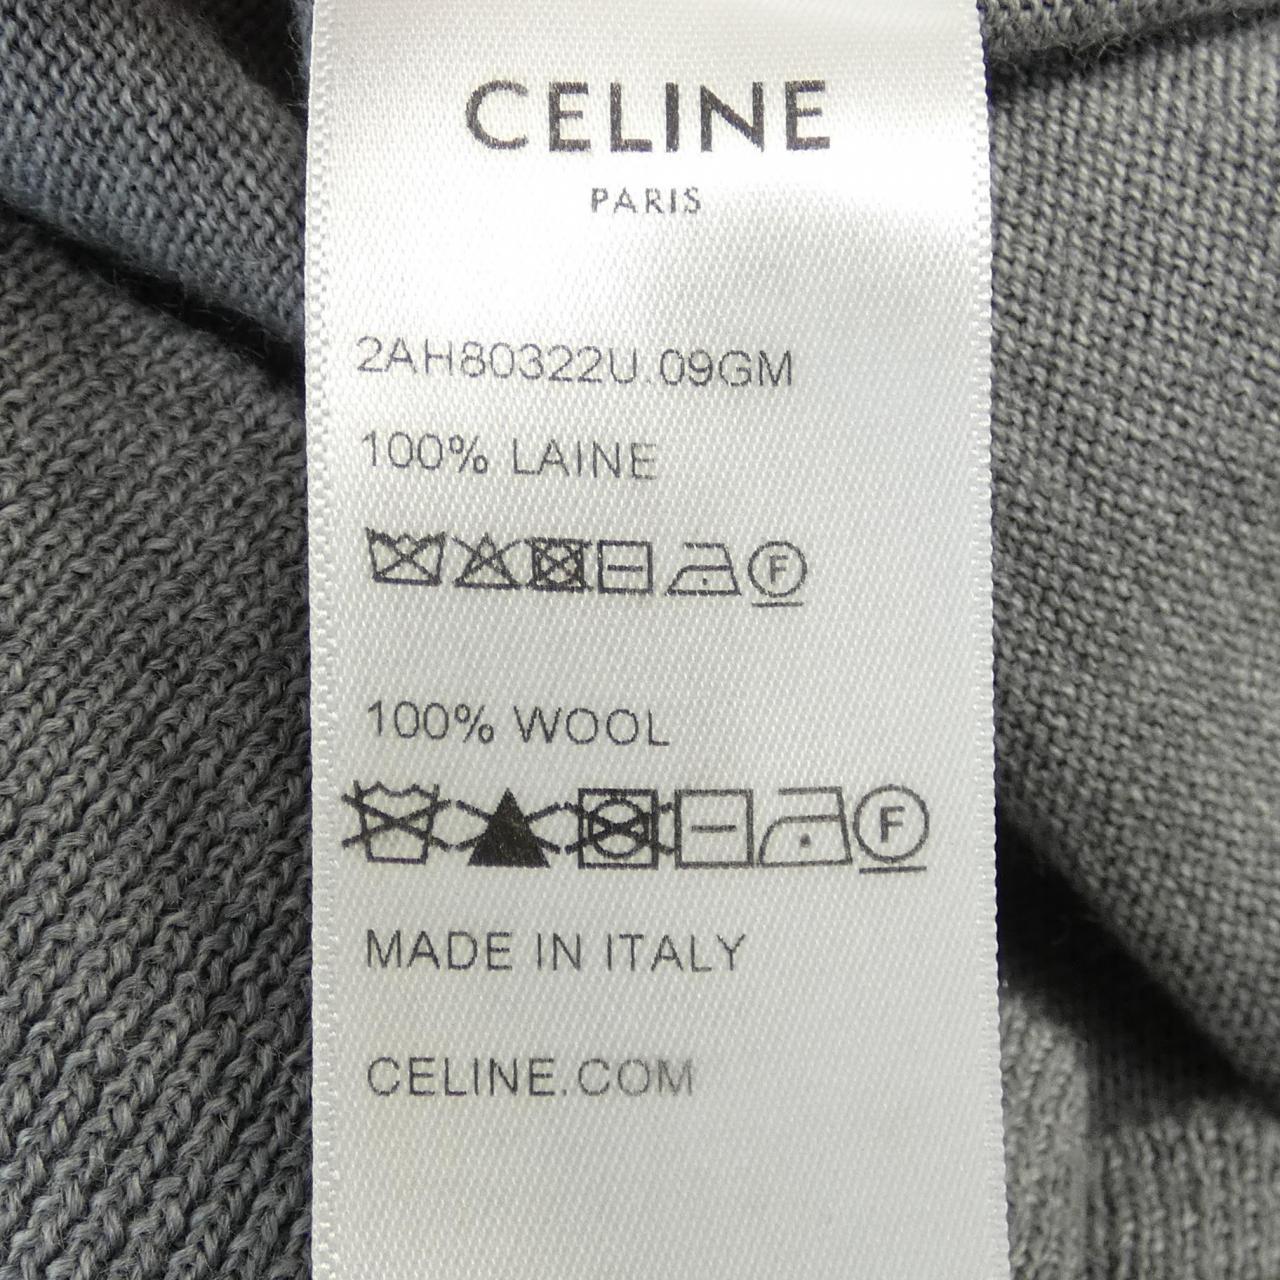 CELINE
PARIS
2AH80322U.09GM
100% LAINE
F
100% WOOL
F
MADE IN ITALY
CELINE.COM